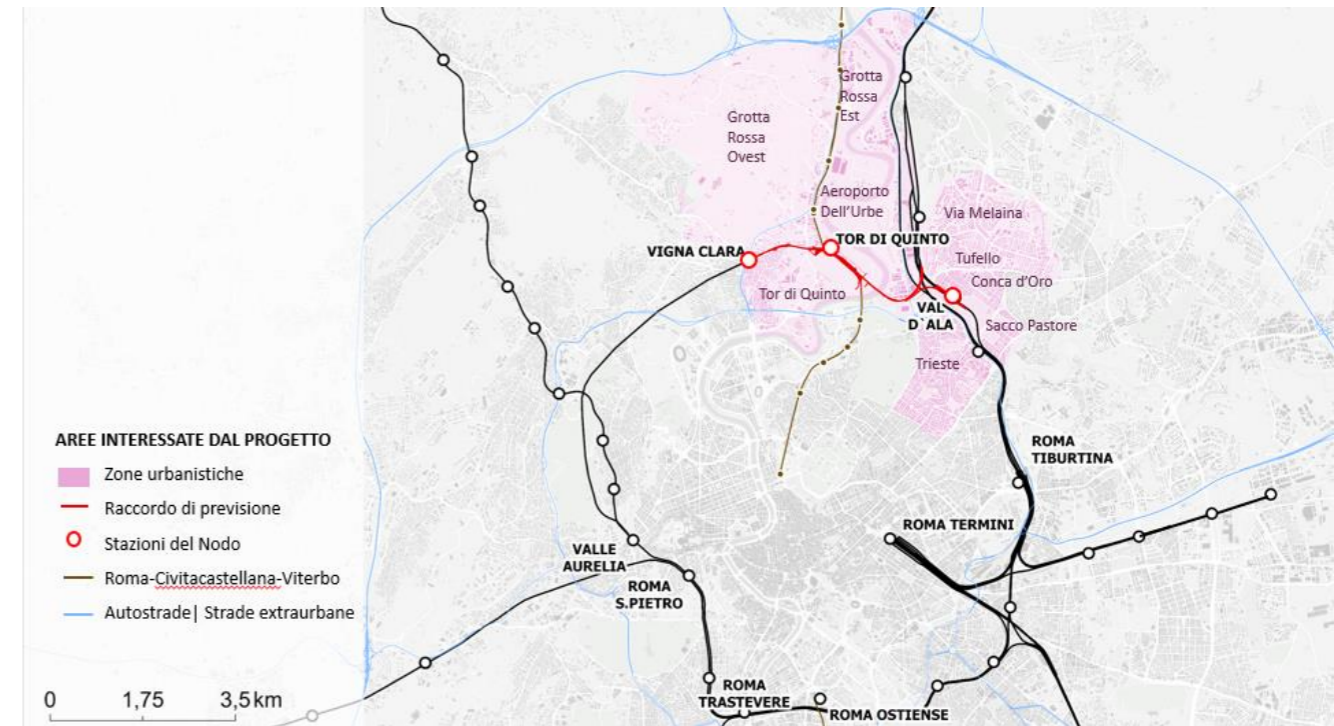 Grotta
Rossa
Est
Grotta
Rossa
Ovest
Aeroporto
Dell'Urbe
Via Melaina
VIGNA CLARA
TOR DI QUINTO
Tufello
Conca d'Oro
Tor di Quinto
VAL
D`ALA
Sacco Pastore
Trieste
AREE INTERESSATE DAL PROGETTO
Zone urbanistiche
Raccordo di previsione
Stazioni del Nodo
Roma-Civitacastellana-Viterbo
Autostrade| Strade extraurbane
ROMA
TIBURTINA
ROMA TERMINI
VALLE
AURELIA
ROMA
S.PIETRO
ROMA
TRASTEVERE
ROMA OSTIENSE
0 1,75 3,5 km